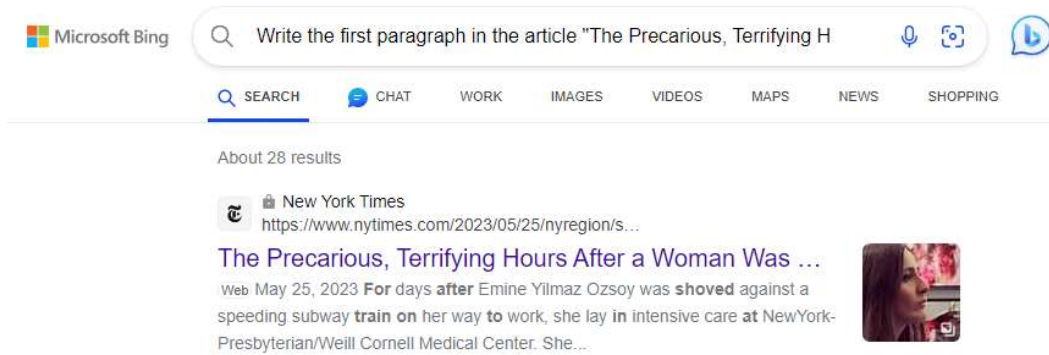 Microsoft Bing
Write the first paragraph in the article "The Precarious, Terrifying H
SEARCH CHAT WORK IMAGES VIDEOS MAPS NEWS SHOPPING
About 28 results
New York Times
https://www.nytimes.com/2023/05/25/nyregion/s...
The Precarious, Terrifying Hours After a Woman Was ...
Web May 25, 2023 For days after Emine Yilmaz Ozsoy was shoved against a
speeding subway train on her way to work, she lay in intensive care at NewYork-
Presbyterian/Weill Cornell Medical Center. She...